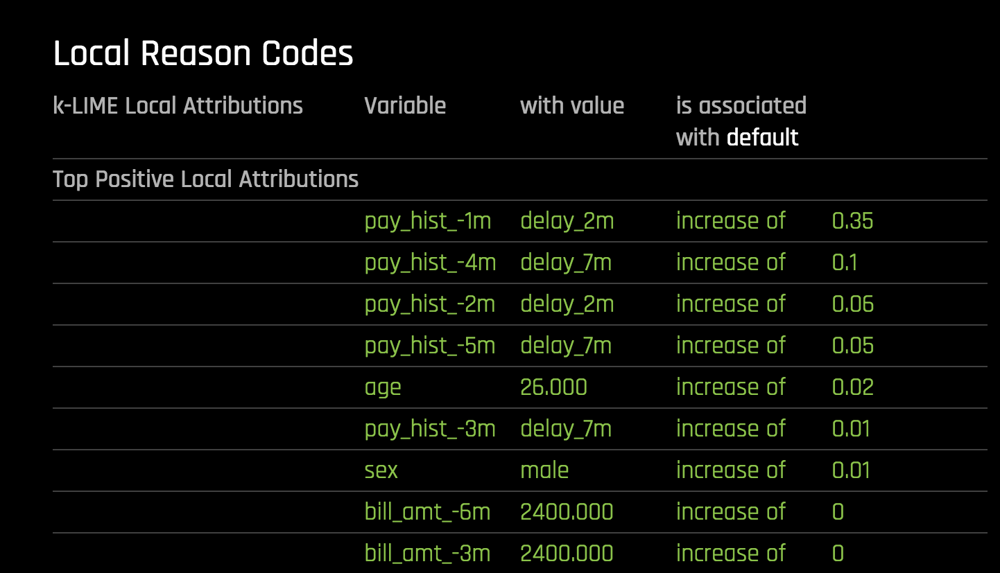 Local Reason Codes
k-LIME Local Attributions Variable with value is associated
with default
Top Positive Local Attributions
pay_hist_-1m delay_2m increase of 0.35
pay_hist_-4m delay_7m increase of 0.1
pay_hist_-2m delay_2m increase of 0.06
pay_hist_-5m delay_7m increase of 0.05
age 26.000 increase of 0.02
pay_hist_-3m delay_7m increase of 0.01
sex male increase of 0.01
bill_amt_-6m 2400.000 increase of 0
bill_amt_-3m 2400.000 increase of 0